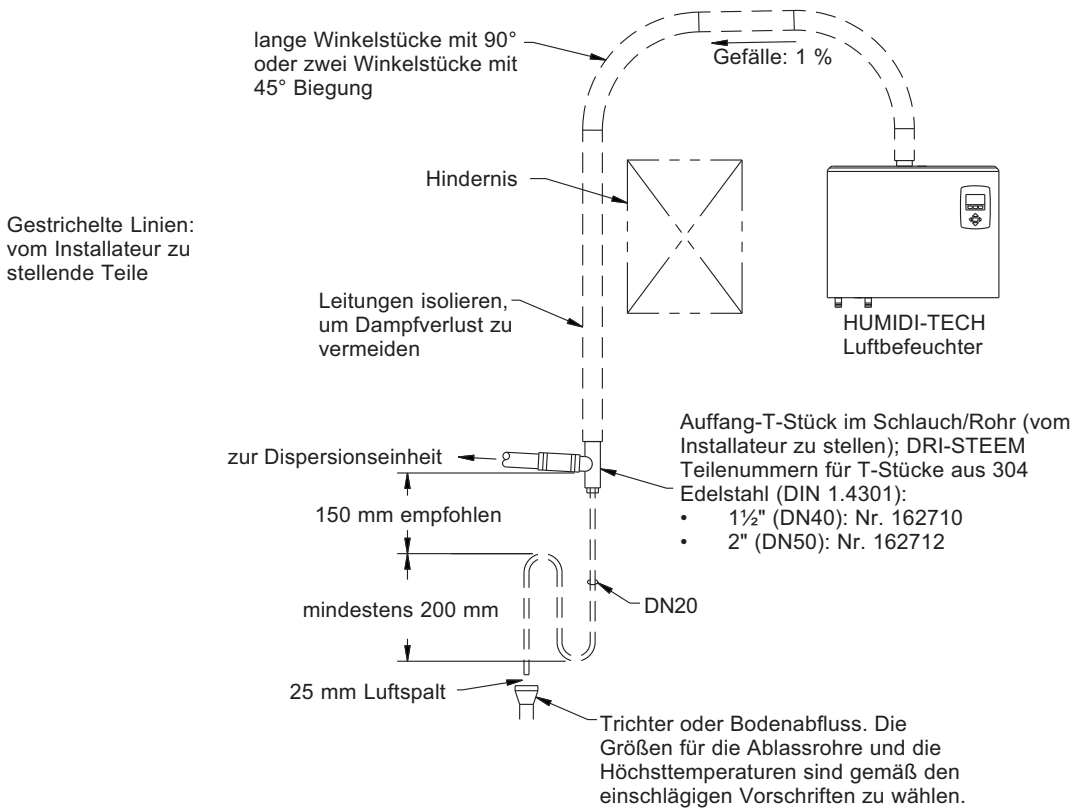 lange Winkelstücke mit 90°
oder zwei Winkelstücke mit
45° Biegung
Gefälle: 1 %
Hindernis
Gestrichelte Linien:
vom Installateur zu
stellende Teile
Leitungen isolieren,
um Dampfverlust zu
vermeiden
HUMIDI-TECH
Luftbefeuchter
Auffang-T-Stück im Schlauch/Rohr (vom
Installateur zu stellen); DRI-STEEM
Teilenummern für T-Stücke aus 304
Edelstahl (DIN 1.4301):
• 1½" (DN40): Nr. 162710
• 2" (DN50): Nr. 162712
zur Dispersionseinheit
150 mm empfohlen
mindestens 200 mm
DN20
25 mm Luftspalt
Trichter oder Bodenabfluss. Die
Größen für die Ablassrohre und die
Höchsttemperaturen sind gemäß den
einschlägigen Vorschriften zu wählen.